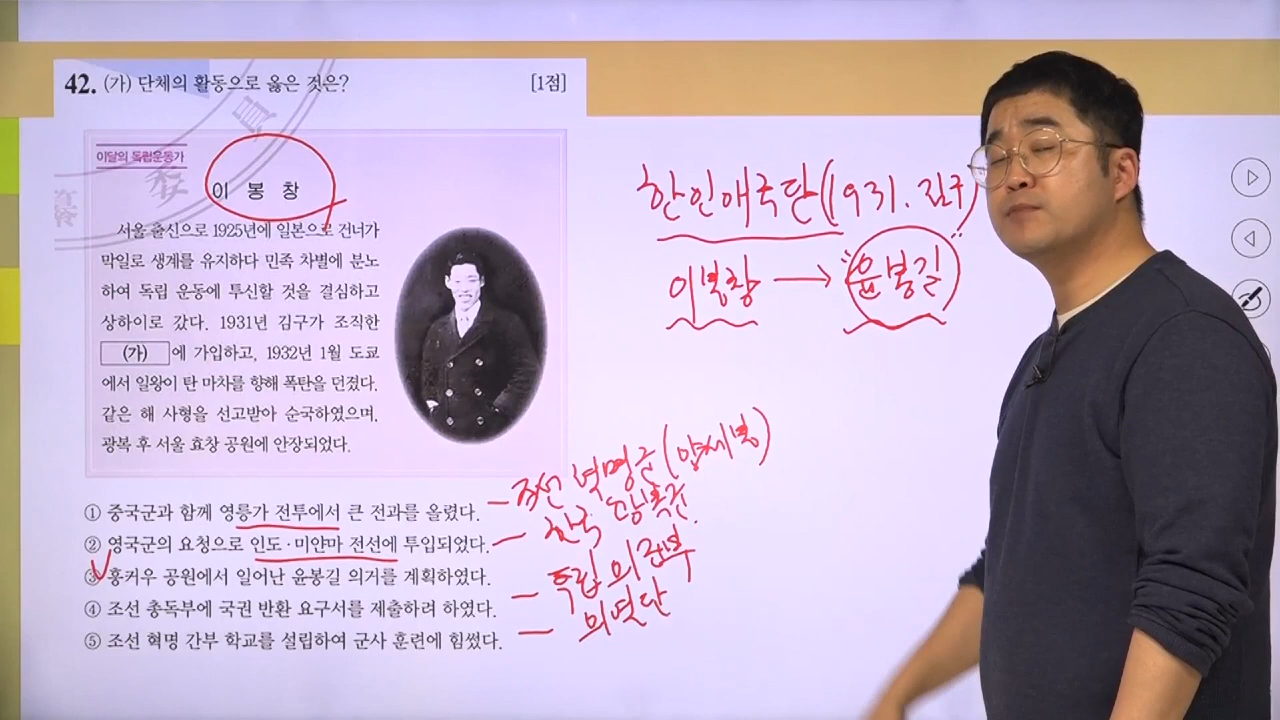 42. (가) 단체의 활동으로 옳은 것은? [1점]
이달의 독립운동가
이 봉 창
서울 출신으로 1925년에 일본으로 건너가
막일로 생계를 유지하다 민족 차별에 분노
하여 독립 운동에 투신할 것을 결심하고
상하이로 갔다. 1931년 김구가 조직한
(가) 에 가입하고, 1932년 1월 도쿄
에서 일왕이 탄 마차를 향해 폭탄을 던졌다.
같은 해 사형을 선고받아 순국하였으며,
광복 후 서울 효창 공원에 안장되었다.
① 중국군과 함께 영릉가 전투에서 큰 전과를 올렸다.
② 영국군의 요청으로 인도·미얀마 전선에 투입되었다.
③ 훙커우 공원에서 일어난 윤봉길 의거를 계획하였다.
④ 조선 총독부에 국권 반환 요구서를 제출하려 하였다.
⑤ 조선 혁명 간부 학교를 설립하여 군사 훈련에 힘썼다.
한인애국단(1931. 김구)
이봉창 → 윤봉길
- 조선 혁명군(양세봉)
- 한국 광복군.
- 독립 의군부
- 의열단